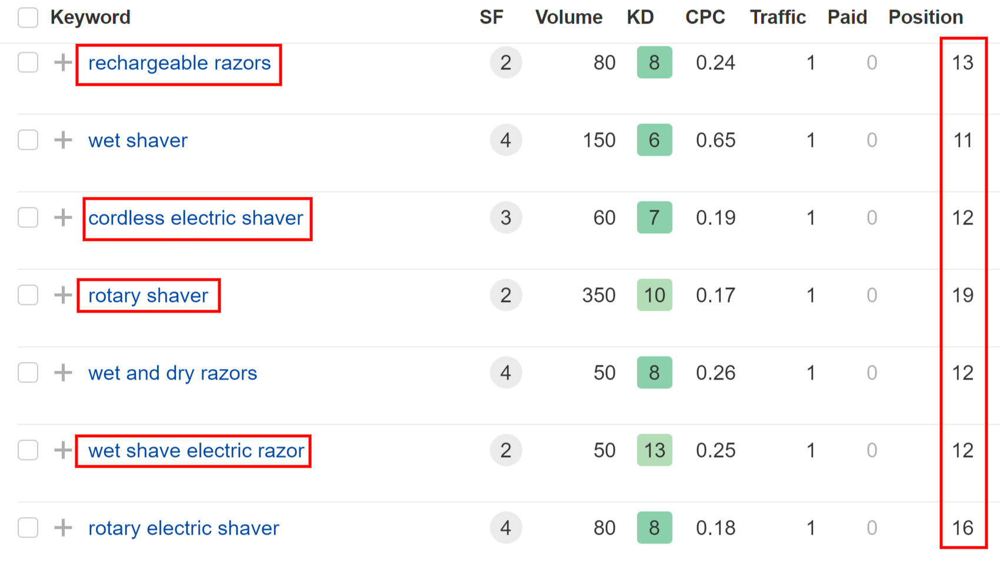 Keyword SF Volume KD CPC Traffic Paid Position
rechargeable razors 2 80 8 0.24 1 0 13
wet shaver 4 150 6 0.65 1 0 11
cordless electric shaver 3 60 7 0.19 1 0 12
rotary shaver 2 350 10 0.17 1 0 19
wet and dry razors 4 50 8 0.26 1 0 12
wet shave electric razor 2 50 13 0.25 1 0 12
rotary electric shaver 4 80 8 0.18 1 0 16